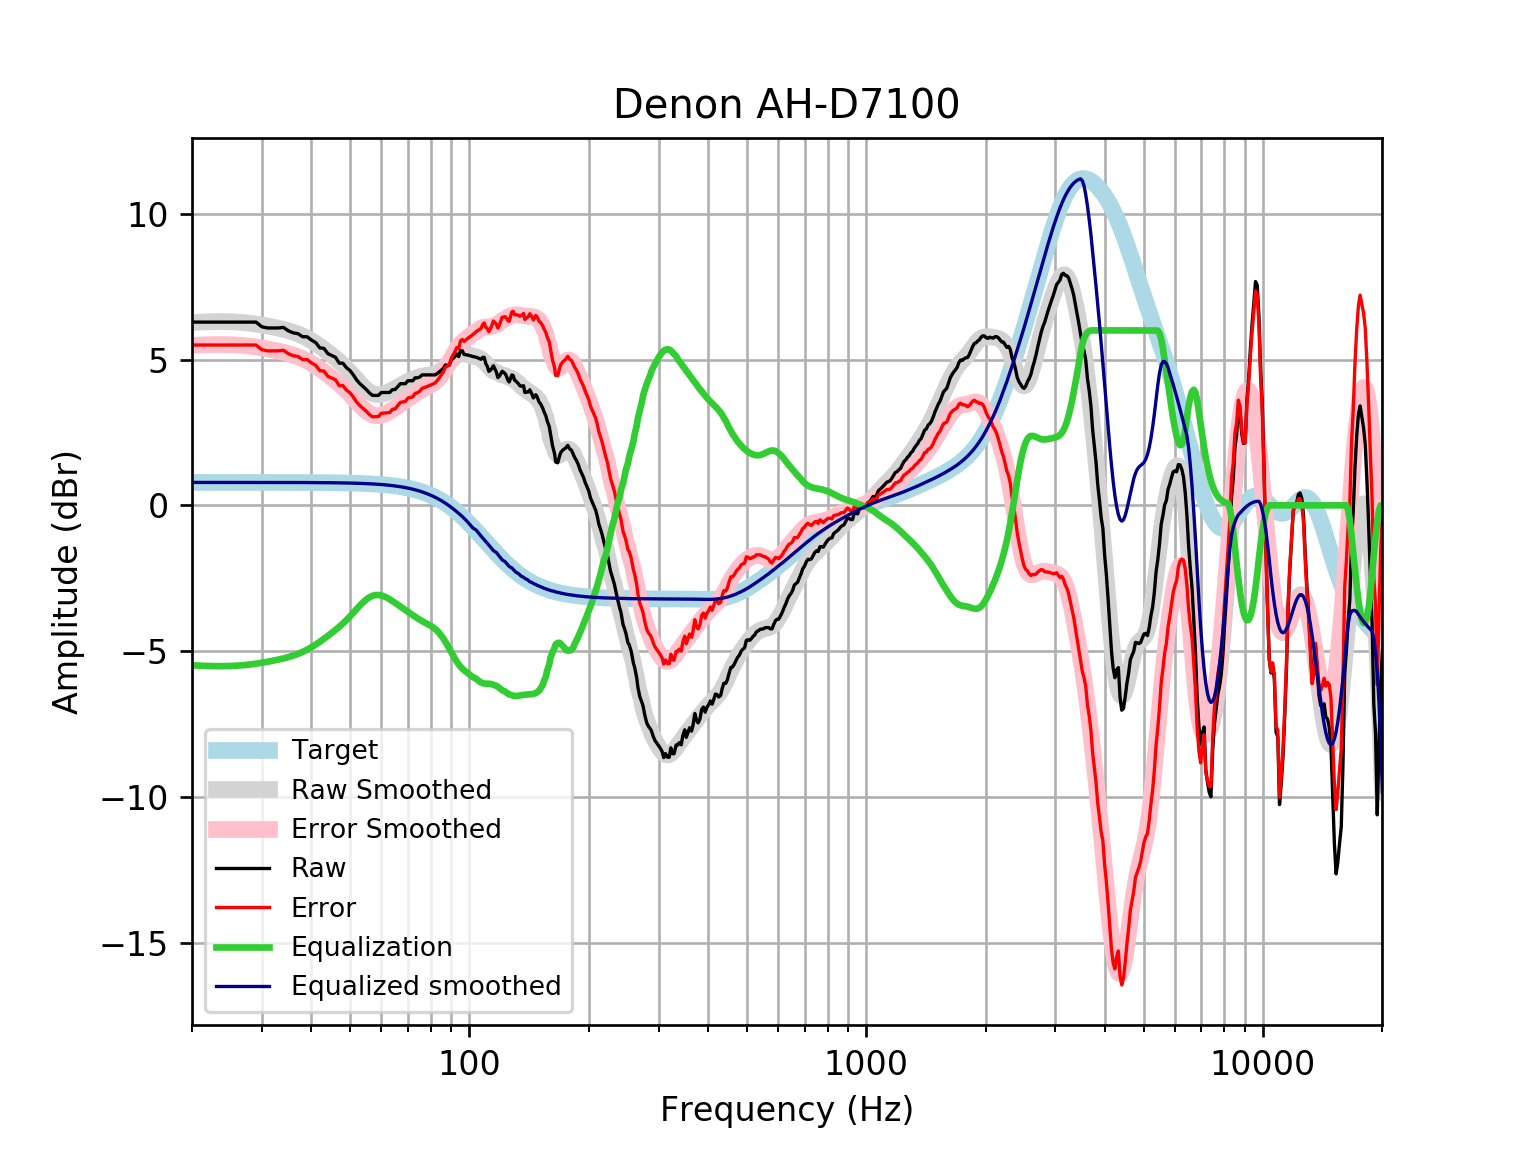 Denon AH-D7100
Amplitude (dBr)
10
5
0
−5
−10
−15
Target
Raw Smoothed
Error Smoothed
Raw
Error
Equalization
Equalized smoothed
100
1000
10000
Frequency (Hz)